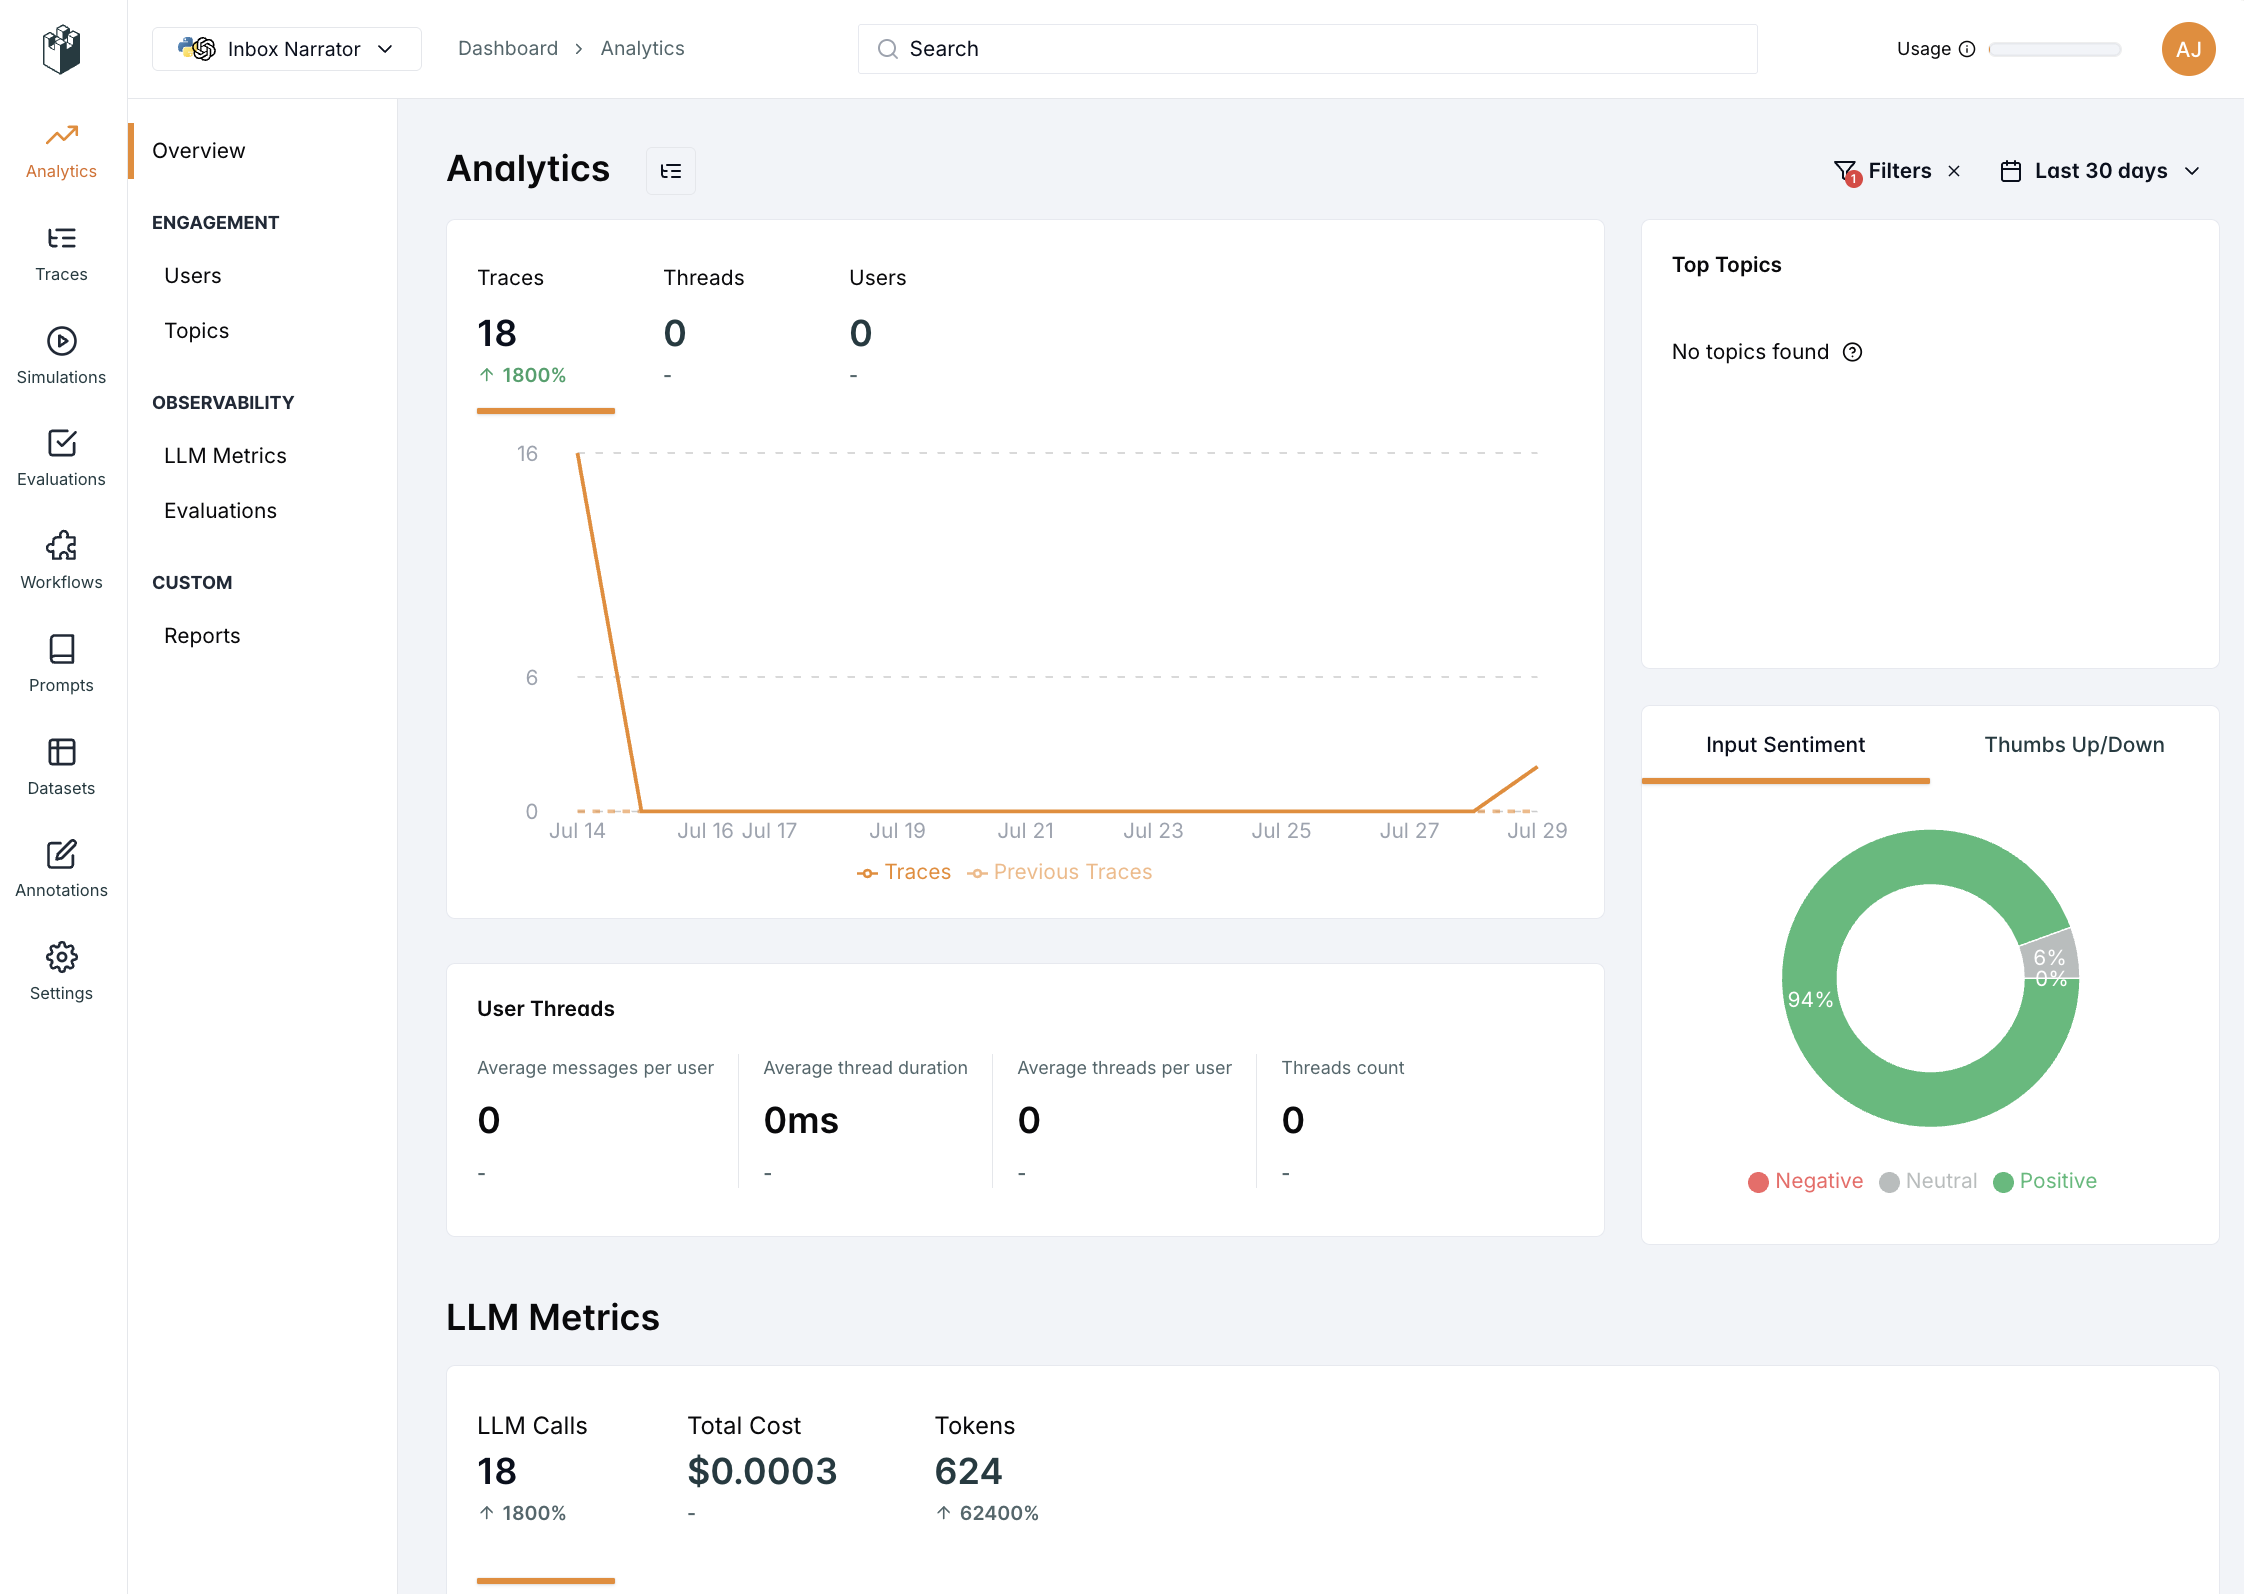 Inbox Narrator
Dashboard > Analytics
Search
Usage
AJ
Analytics
Traces
Simulations
Evaluations
Workflows
Prompts
Datasets
Annotations
Settings
Overview
ENGAGEMENT
Users
Topics
OBSERVABILITY
LLM Metrics
Evaluations
CUSTOM
Reports
Analytics
1 Filters ×
Last 30 days
Traces
18
↑ 1800%
Threads
0
-
Users
0
-
16
6
0
Jul 14 Jul 16 Jul 17 Jul 19 Jul 21 Jul 23 Jul 25 Jul 27 Jul 29
Traces Previous Traces
Top Topics
No topics found
Input Sentiment
Thumbs Up/Down
6%
0%
94%
Negative Neutral Positive
User Threads
Average messages per user
0
-
Average thread duration
0ms
-
Average threads per user
0
-
Threads count
0
-
LLM Metrics
LLM Calls
18
↑ 1800%
Total Cost
$0.0003
-
Tokens
624
↑ 62400%